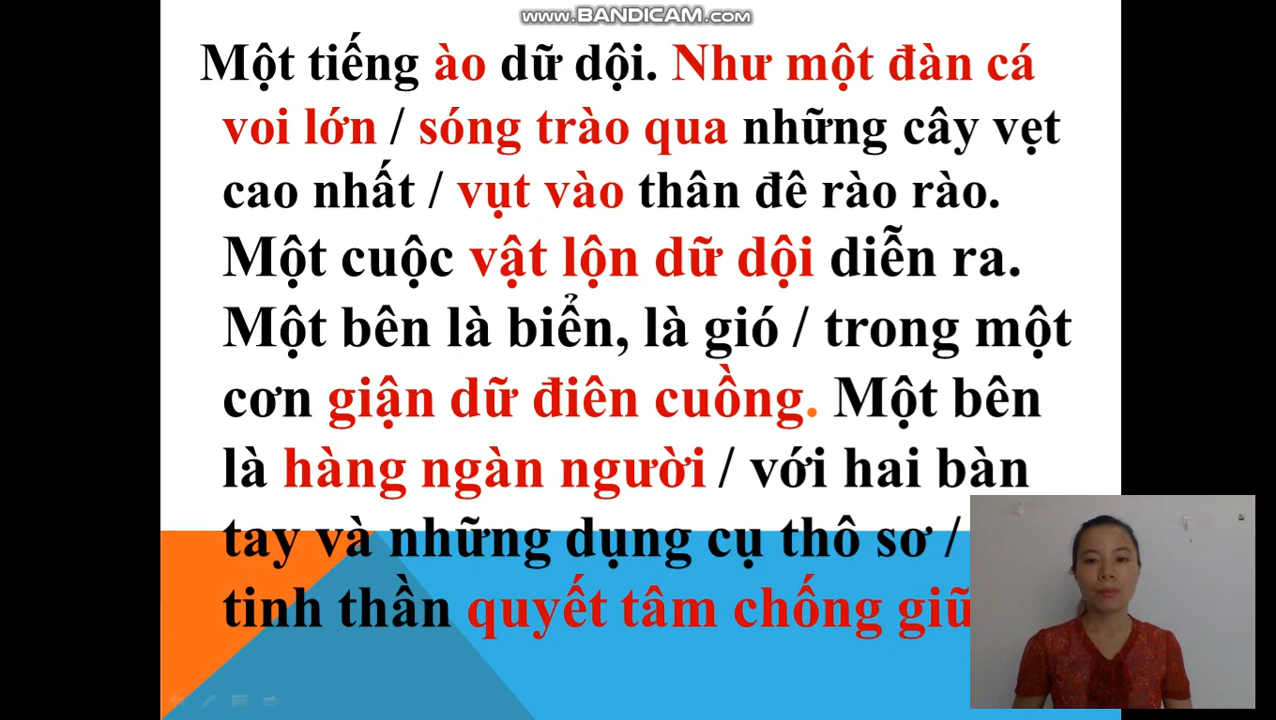 www.BANDICAM.com
Một tiếng ào dữ dội. Như một đàn cá
voi lớn / sóng trào qua những cây vẹt
cao nhất / vụt vào thân đê rào rào.
Một cuộc vật lộn dữ dội diễn ra.
Một bên là biển, là gió / trong một
cơn giận dữ điên cuồng. Một bên
là hàng ngàn người / với hai bàn
tay và những dụng cụ thô sơ /
tinh thần quyết tâm chống giữ